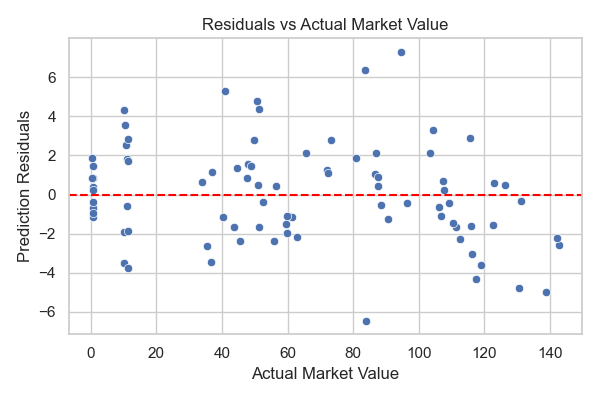 Residuals vs Actual Market Value
Prediction Residuals
6
4
2
0
−2
−4
−6
0 20 40 60 80 100 120 140
Actual Market Value